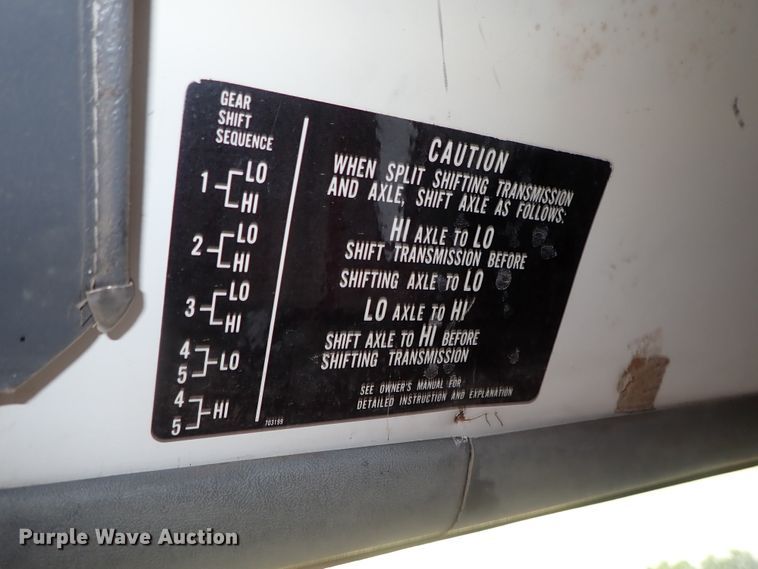 GEAR
SHIFT
SEQUENCE
1 LO
HI
2 LO
HI
3 LO
HI
4
5 LO
4
5 HI
703199
CAUTION
WHEN SPLIT SHIFTING TRANSMISSION
AND AXLE, SHIFT AXLE AS FOLLOWS:
HI AXLE TO LO
SHIFT TRANSMISSION BEFORE
SHIFTING AXLE TO LO
LO AXLE TO HI
SHIFT AXLE TO HI BEFORE
SHIFTING TRANSMISSION
SEE OWNER'S MANUAL FOR
DETAILED INSTRUCTION AND EXPLANATION
Purple Wave Auction